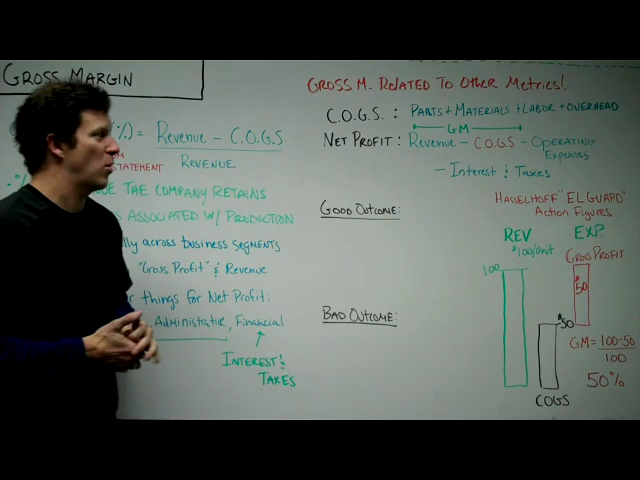 GROSS MARGIN
(%) = Revenue - C.O.G.S
REVENUE
STATEMENT
THE COMPANY RETAINS
ASSOCIATED W/ PRODUCTION
across business segments
"Gross Profit" & Revenue
things for Net Profit:
Financial
INTEREST &
TAXES
GROSS M. RELATED TO OTHER METRICS!
C.O.G.S. : PARTS + MATERIALS + LABOR + OVERHEAD
GM
NET PROFIT: REVENUE - C.O.G.S - OPERATING
EXPENSES
- Interest & Taxes
GOOD OUTCOME:
BAD OUTCOME:
HASSELHOFF "EL GUAPO"
Action Figures
REV EXP.
$100/unit
GROSS PROFIT
100
$50
$50
GM = 100-50
100
50%
COGS